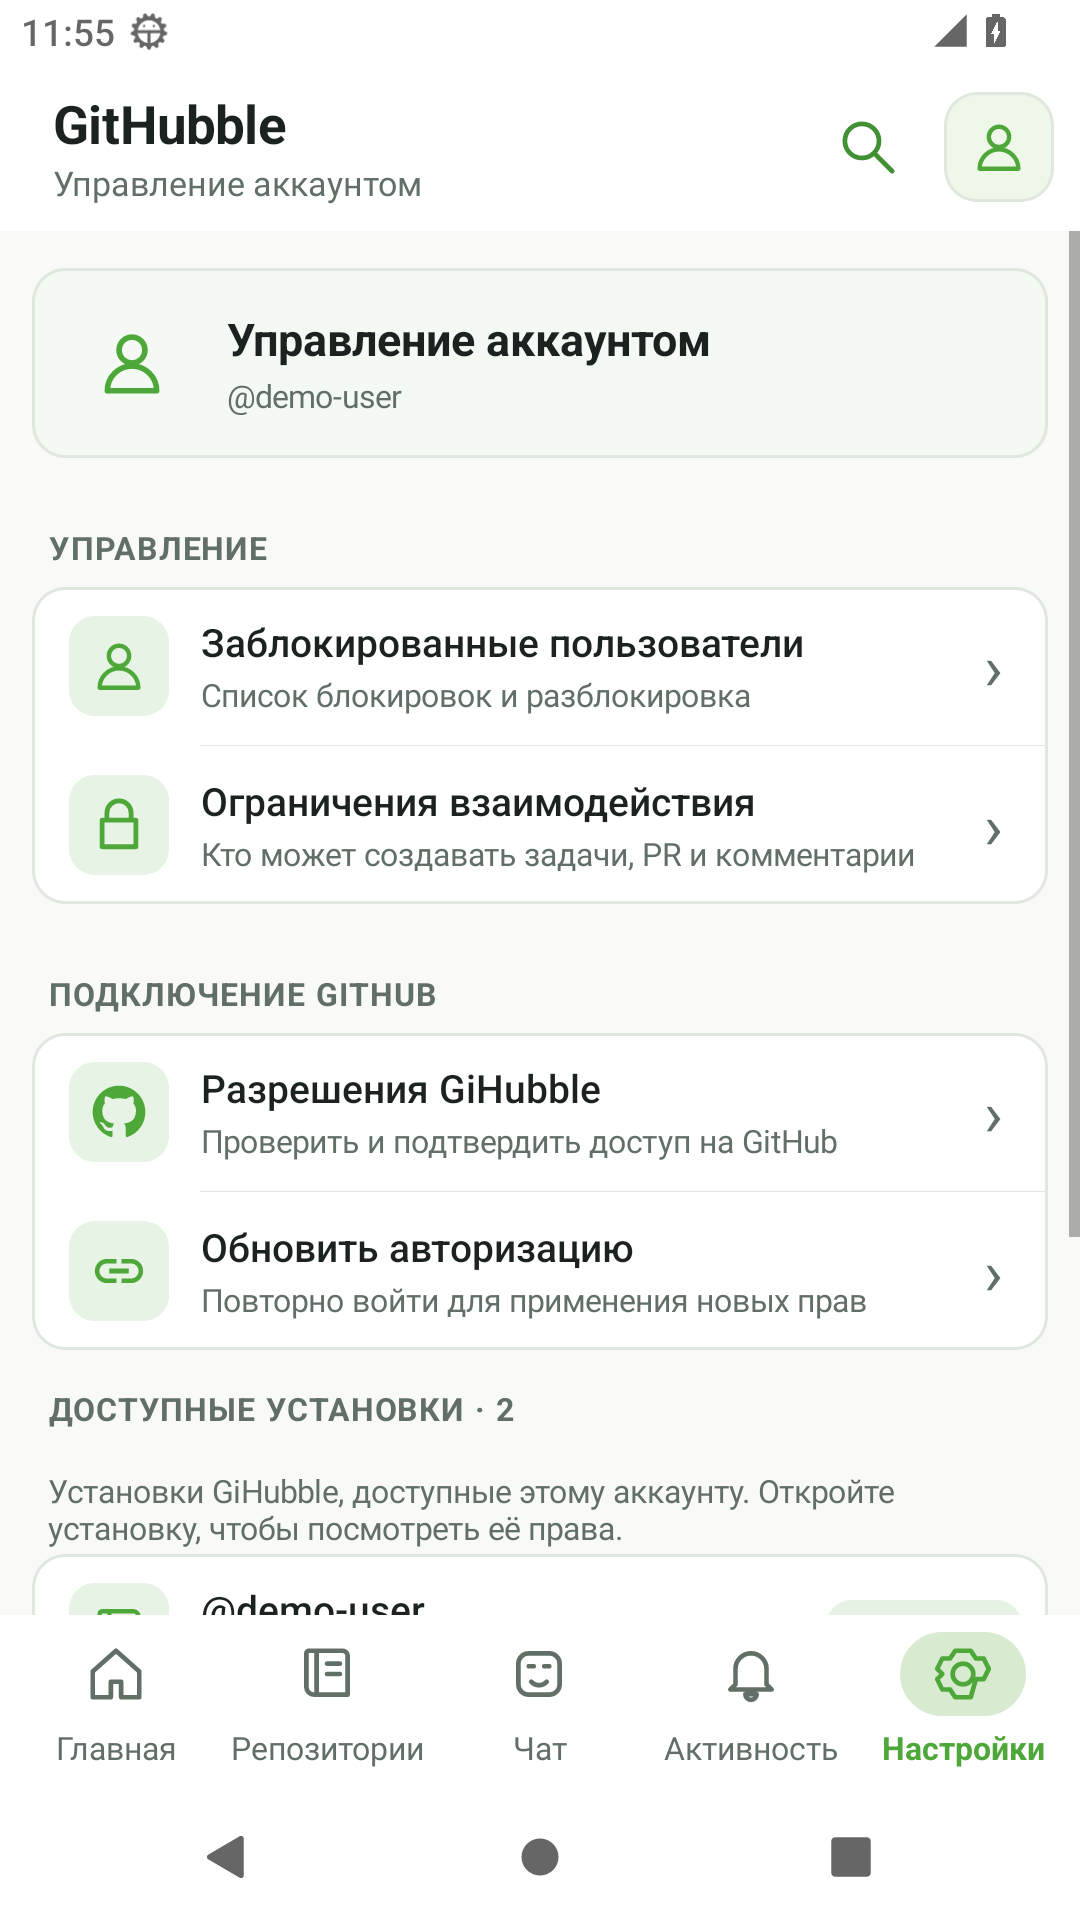 11:55
GitHubble
Управление аккаунтом
Управление аккаунтом
@demo-user
УПРАВЛЕНИЕ
Заблокированные пользователи
Список блокировок и разблокировка
Ограничения взаимодействия
Кто может создавать задачи, PR и комментарии
ПОДКЛЮЧЕНИЕ GITHUB
Разрешения GiHubble
Проверить и подтвердить доступ на GitHub
Обновить авторизацию
Повторно войти для применения новых прав
ДОСТУПНЫЕ УСТАНОВКИ · 2
Установки GiHubble, доступные этому аккаунту. Откройте
установку, чтобы посмотреть её права.
@demo-user
Главная
Репозитории
Чат
Активность
Настройки